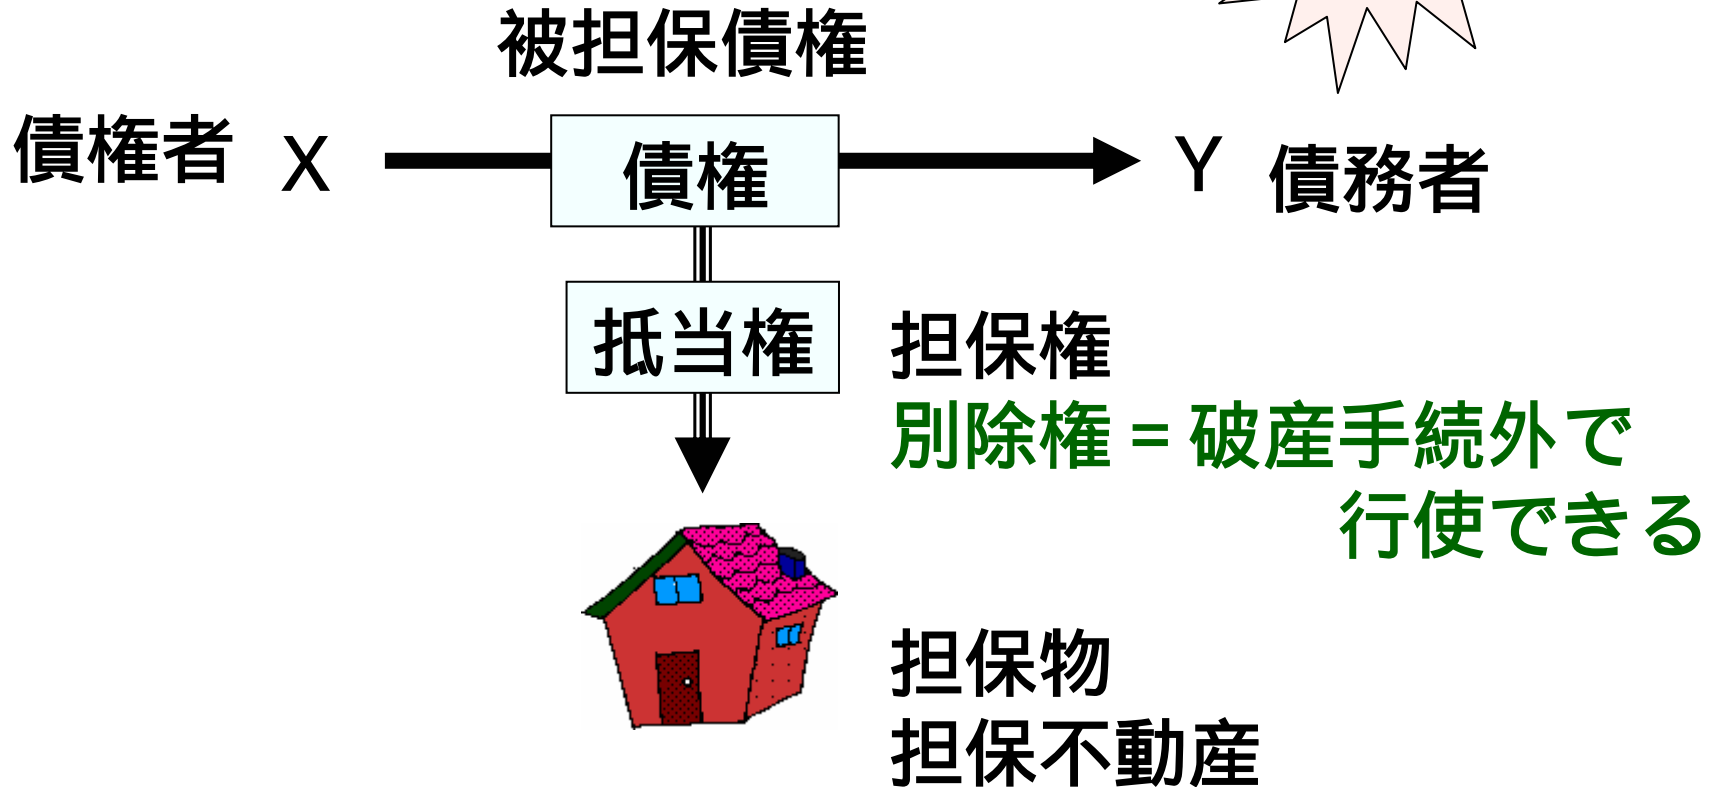 被担保債権
債権者 X
債権
Y 債務者
抵当権
担保権
別除権 = 破産手続外で
行使できる
担保物
担保不動産